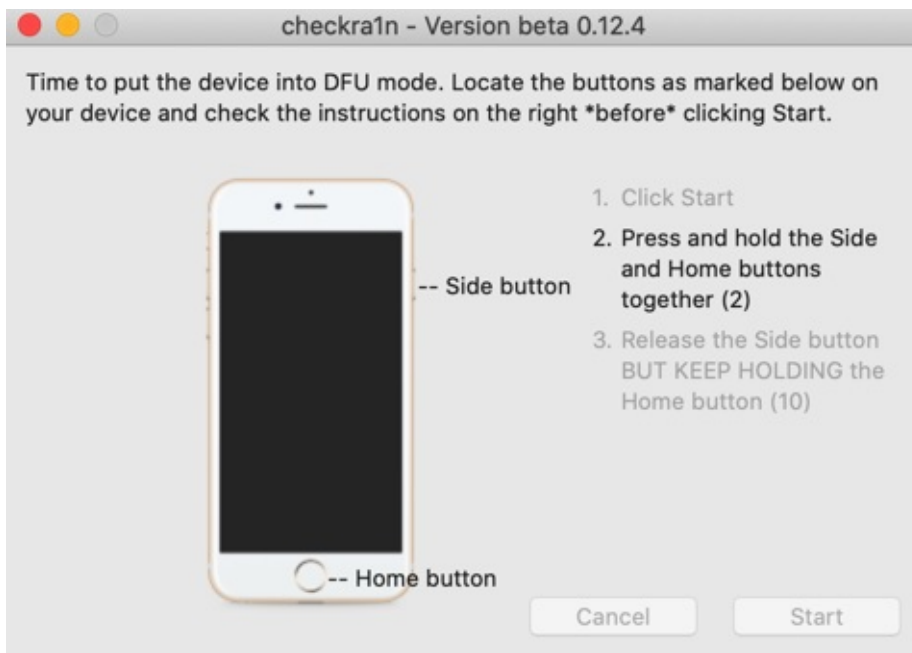 checkra1n - Version beta 0.12.4
Time to put the device into DFU mode. Locate the buttons as marked below on
your device and check the instructions on the right *before* clicking Start.
1. Click Start
2. Press and hold the Side
and Home buttons
together (2)
3. Release the Side button
BUT KEEP HOLDING the
Home button (10)
-- Side button
-- Home button
Cancel
Start